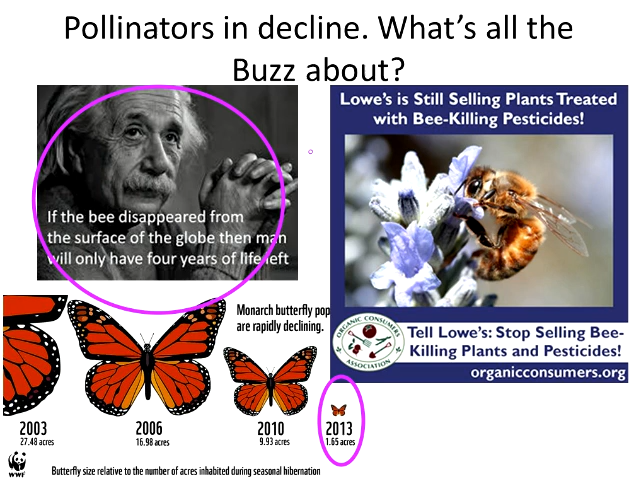 Pollinators in decline. What's all the
Buzz about?
If the bee disappeared from
the surface of the globe then man
will only have four years of life left
Lowe's is Still Selling Plants Treated
with Bee-Killing Pesticides!
ORGANIC CONSUMERS
ASSOCIATION
Tell Lowe's: Stop Selling Bee-
Killing Plants and Pesticides!
organicconsumers.org
Monarch butterfly pop
are rapidly declining.
2003
27.48 acres
2006
16.98 acres
2010
9.93 acres
2013
1.65 acres
WWF
Butterfly size relative to the number of acres inhabited during seasonal hibernation